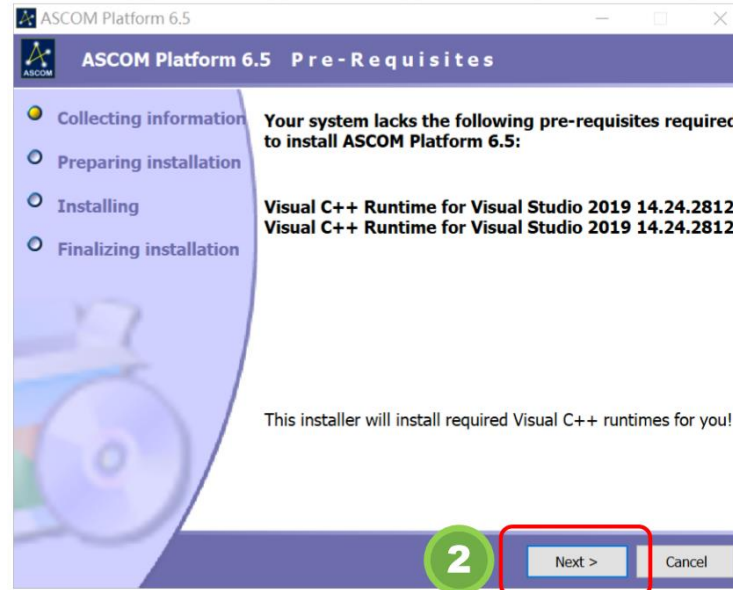 ASCOM Platform 6.5
ASCOM
ASCOM Platform 6.5 Pre-Requisites
Collecting information
Preparing installation
Installing
Finalizing installation
Your system lacks the following pre-requisites required
to install ASCOM Platform 6.5:
Visual C++ Runtime for Visual Studio 2019 14.24.2812
Visual C++ Runtime for Visual Studio 2019 14.24.2812
This installer will install required Visual C++ runtimes for you!
2
Next >
Cancel